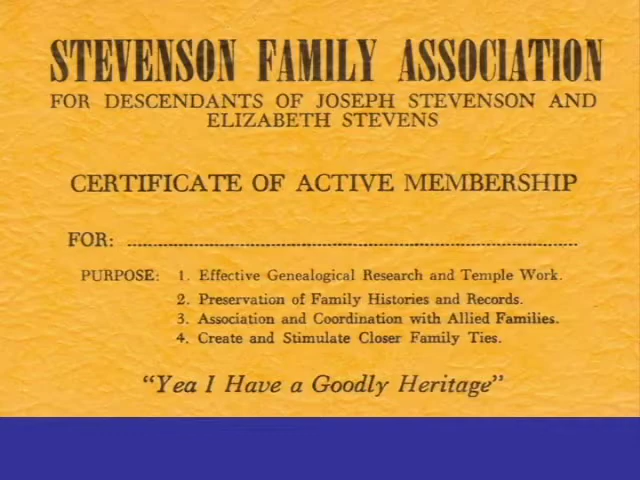 STEVENSON FAMILY ASSOCIATION
FOR DESCENDANTS OF JOSEPH STEVENSON AND
ELIZABETH STEVENS
CERTIFICATE OF ACTIVE MEMBERSHIP
FOR: ................................................................................
PURPOSE: 1. Effective Genealogical Research and Temple Work.
2. Preservation of Family Histories and Records.
3. Association and Coordination with Allied Families.
4. Create and Stimulate Closer Family Ties.
“Yea I Have a Goodly Heritage”